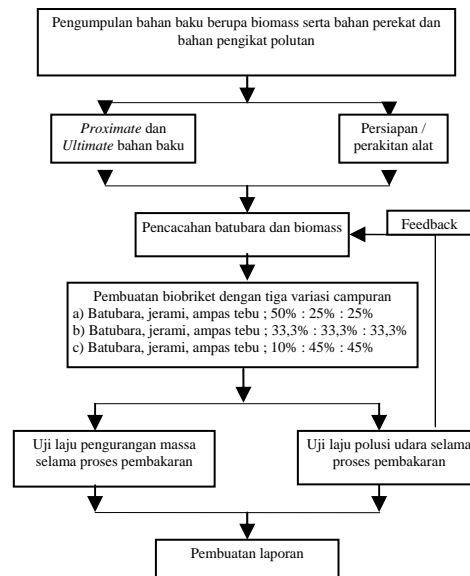 Pengumpulan bahan baku berupa biomass serta bahan perekat dan
bahan pengikat polutan
Proximate dan
Ultimate bahan baku
Persiapan /
perakitan alat
Feedback
Pencacahan batubara dan biomass
Pembuatan biobriket dengan tiga variasi campuran
a) Batubara, jerami, ampas tebu ; 50% : 25% : 25%
b) Batubara, jerami, ampas tebu ; 33,3% : 33,3% : 33,3%
c) Batubara, jerami, ampas tebu ; 10% : 45% : 45%
Uji laju pengurangan massa
selama proses pembakaran
Uji laju polusi udara selama
proses pembakaran
Pembuatan laporan